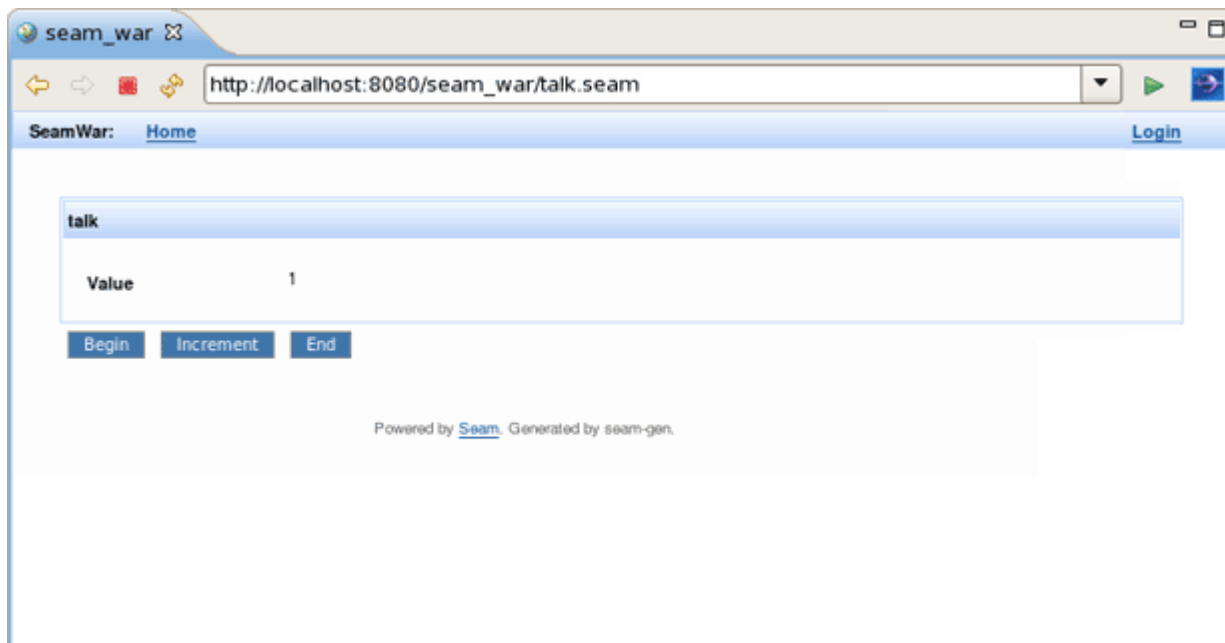 seam_war
http://localhost:8080/seam_war/talk.seam
SeamWar: Home Login
talk
Value 1
Begin Increment End
Powered by Seam. Generated by seam-gen.